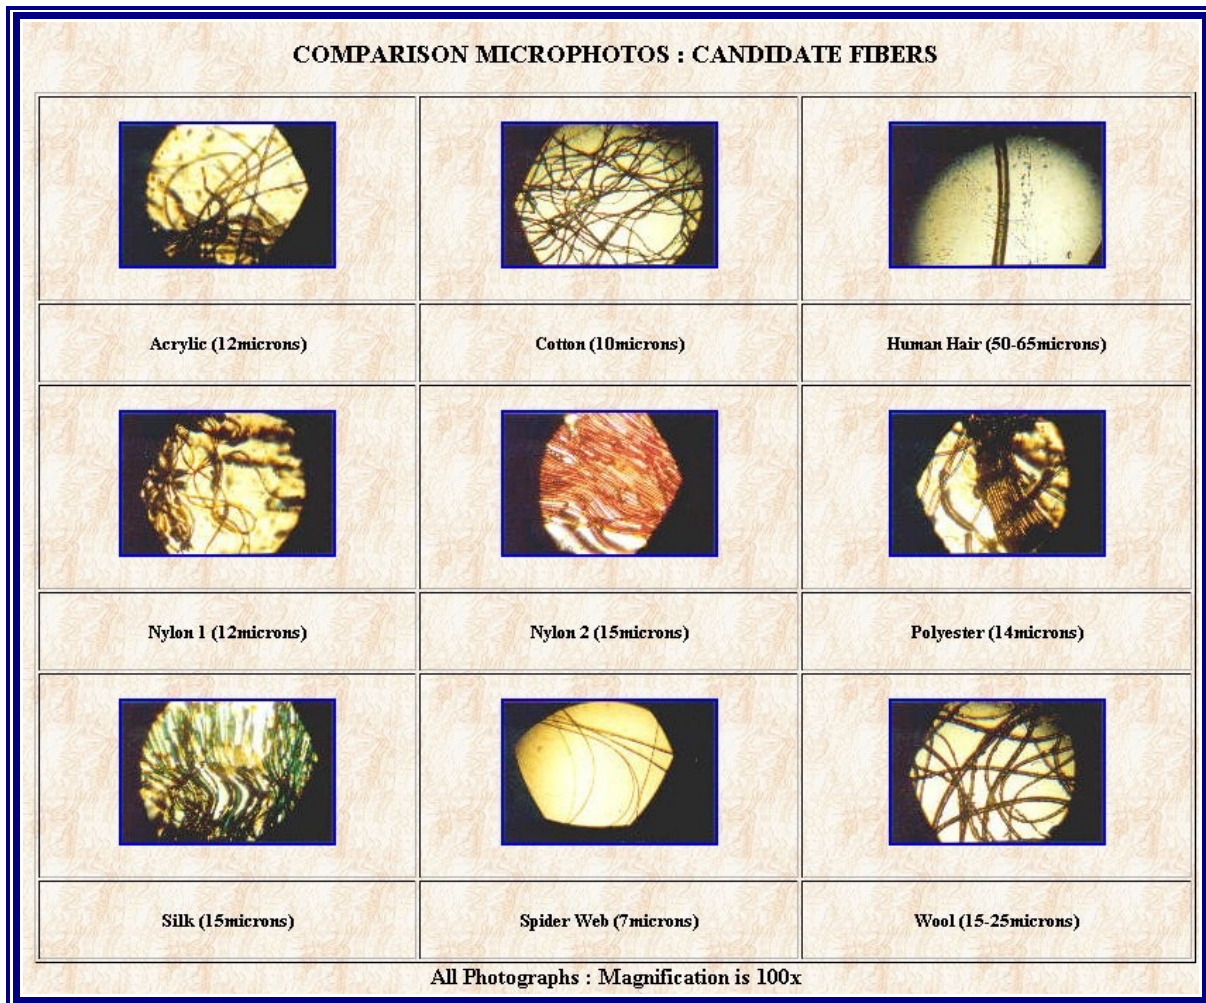 COMPARISON MICROPHOTOS : CANDIDATE FIBERS
Acrylic (12microns)
Cotton (10microns)
Human Hair (50-65microns)
Nylon 1 (12microns)
Nylon 2 (15microns)
Polyester (14microns)
Silk (15microns)
Spider Web (7microns)
Wool (15-25microns)
All Photographs : Magnification is 100x